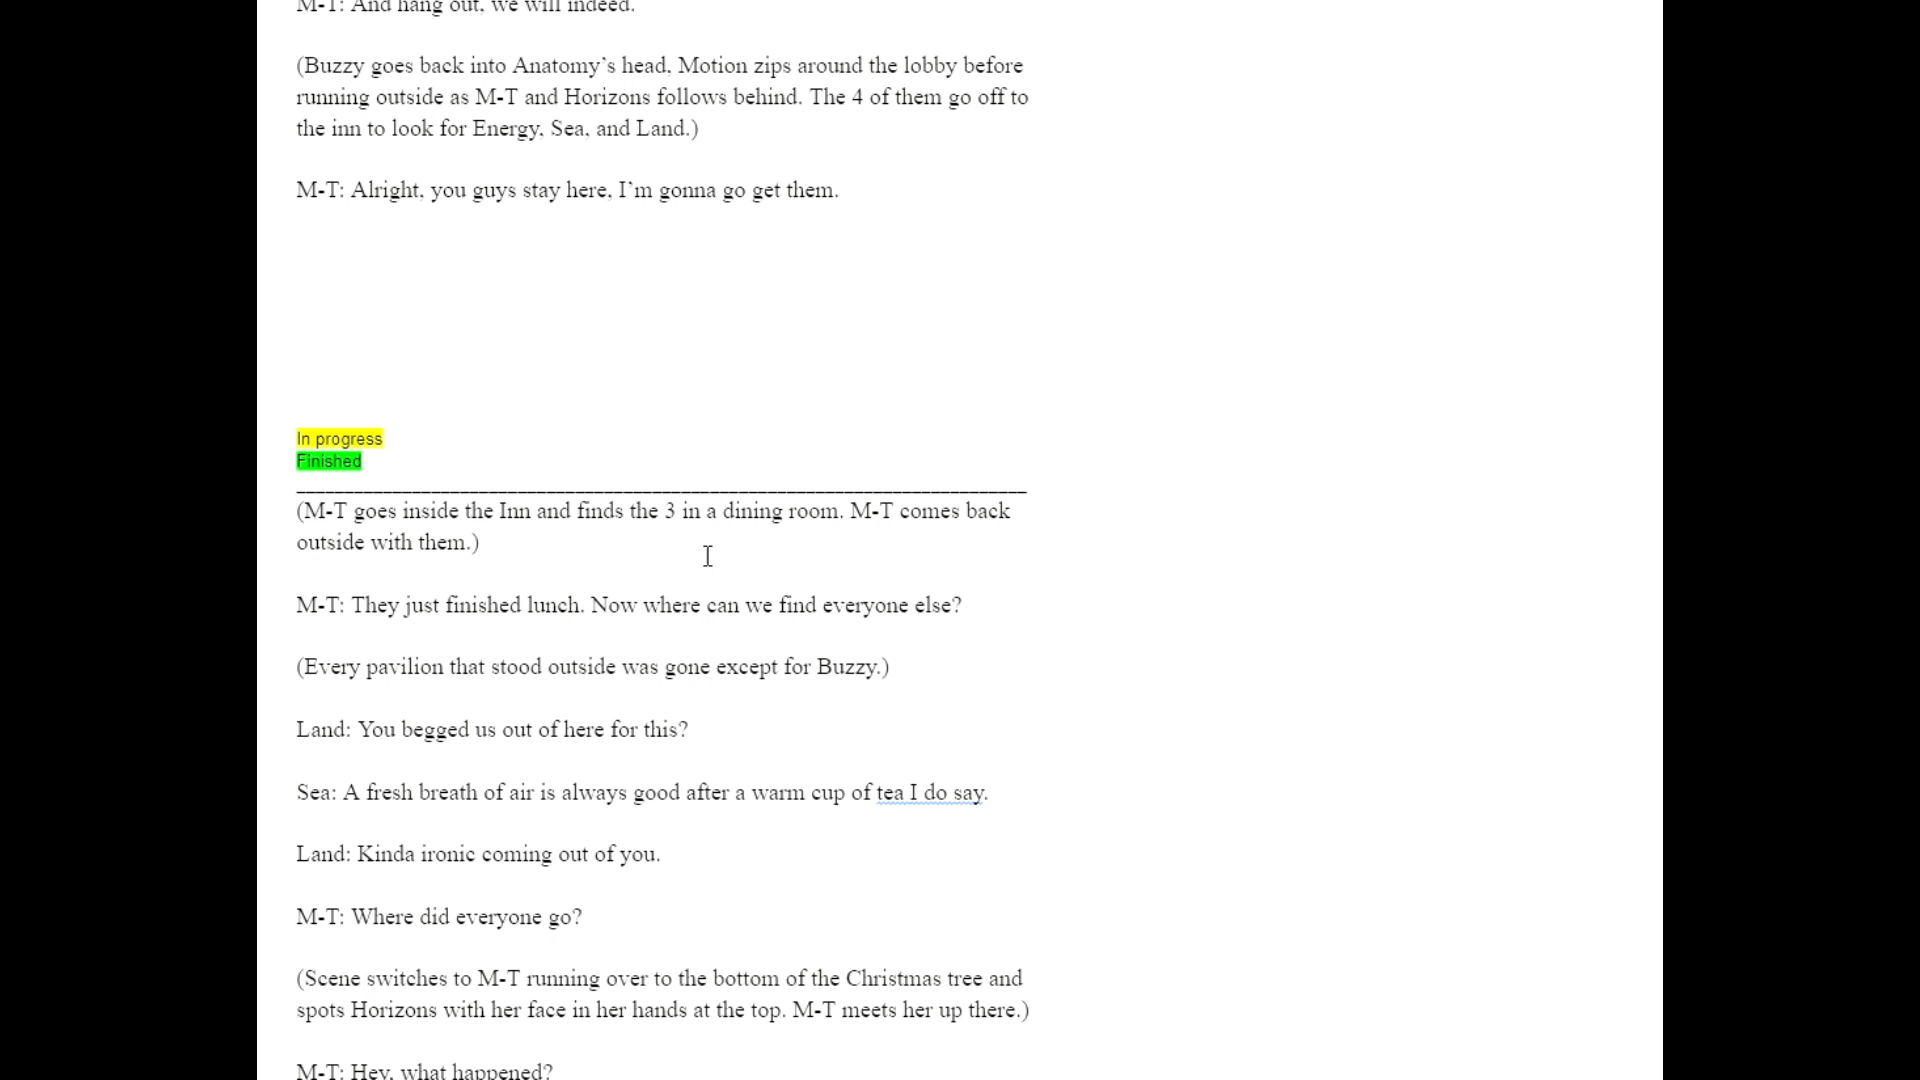 M-T: And hang out, we will indeed.
(Buzzy goes back into Anatomy’s head, Motion zips around the lobby before
running outside as M-T and Horizons follows behind. The 4 of them go off to
the inn to look for Energy, Sea, and Land.)
M-T: Alright, you guys stay here, I’m gonna go get them.
In progress
Finished
(M-T goes inside the Inn and finds the 3 in a dining room. M-T comes back
outside with them.)
M-T: They just finished lunch. Now where can we find everyone else?
(Every pavilion that stood outside was gone except for Buzzy.)
Land: You begged us out of here for this?
Sea: A fresh breath of air is always good after a warm cup of tea I do say.
Land: Kinda ironic coming out of you.
M-T: Where did everyone go?
(Scene switches to M-T running over to the bottom of the Christmas tree and
spots Horizons with her face in her hands at the top. M-T meets her up there.)
M-T: Hey, what happened?